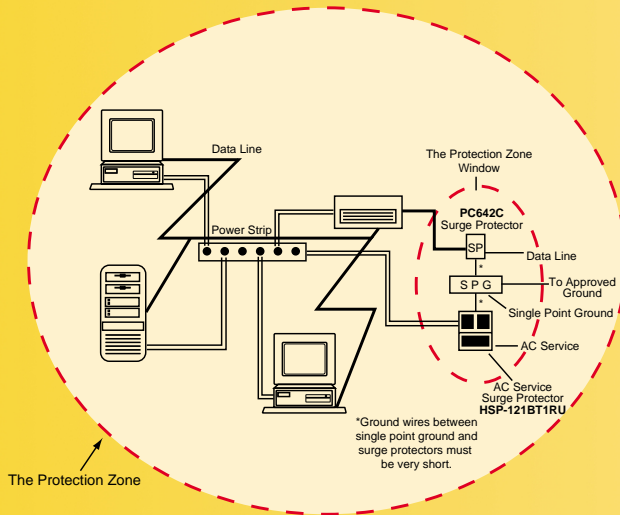 Data Line
The Protection Zone
Window
PC642C
Surge Protector
Power Strip
SP
Data Line
*
S P G
To Approved
Ground
*
Single Point Ground
AC Service
AC Service
Surge Protector
HSP-121BT1RU
*Ground wires between
single point ground and
surge protectors must
be very short.
The Protection Zone